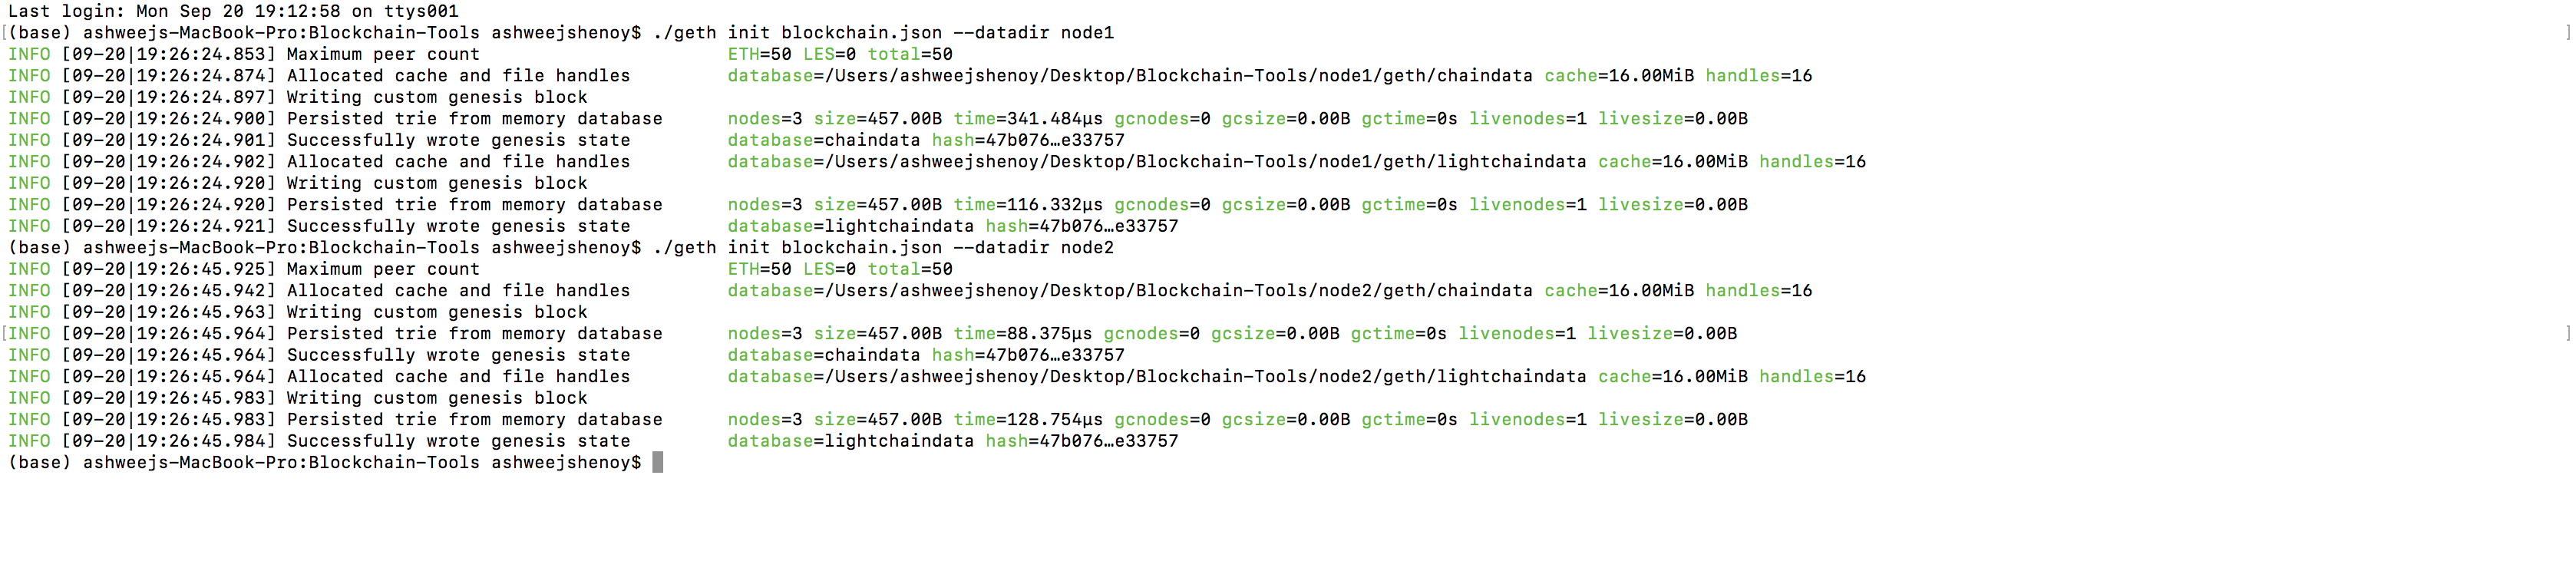 Last login: Mon Sep 20 19:12:58 on ttys001
[(base) ashweejs-MacBook-Pro:Blockchain-Tools ashweejshenoy$ ./geth init blockchain.json --datadir node1 ]
INFO [09-20|19:26:24.853] Maximum peer count ETH=50 LES=0 total=50
INFO [09-20|19:26:24.874] Allocated cache and file handles database=/Users/ashweejshenoy/Desktop/Blockchain-Tools/node1/geth/chaindata cache=16.00MiB handles=16
INFO [09-20|19:26:24.897] Writing custom genesis block
INFO [09-20|19:26:24.900] Persisted trie from memory database nodes=3 size=457.00B time=341.484µs gcnodes=0 gcsize=0.00B gctime=0s livenodes=1 livesize=0.00B
INFO [09-20|19:26:24.901] Successfully wrote genesis state database=chaindata hash=47b076…e33757
INFO [09-20|19:26:24.902] Allocated cache and file handles database=/Users/ashweejshenoy/Desktop/Blockchain-Tools/node1/geth/lightchaindata cache=16.00MiB handles=16
INFO [09-20|19:26:24.920] Writing custom genesis block
INFO [09-20|19:26:24.920] Persisted trie from memory database nodes=3 size=457.00B time=116.332µs gcnodes=0 gcsize=0.00B gctime=0s livenodes=1 livesize=0.00B
INFO [09-20|19:26:24.921] Successfully wrote genesis state database=lightchaindata hash=47b076…e33757
(base) ashweejs-MacBook-Pro:Blockchain-Tools ashweejshenoy$ ./geth init blockchain.json --datadir node2
INFO [09-20|19:26:45.925] Maximum peer count ETH=50 LES=0 total=50
INFO [09-20|19:26:45.942] Allocated cache and file handles database=/Users/ashweejshenoy/Desktop/Blockchain-Tools/node2/geth/chaindata cache=16.00MiB handles=16
INFO [09-20|19:26:45.963] Writing custom genesis block
[INFO [09-20|19:26:45.964] Persisted trie from memory database nodes=3 size=457.00B time=88.375µs gcnodes=0 gcsize=0.00B gctime=0s livenodes=1 livesize=0.00B ]
INFO [09-20|19:26:45.964] Successfully wrote genesis state database=chaindata hash=47b076…e33757
INFO [09-20|19:26:45.964] Allocated cache and file handles database=/Users/ashweejshenoy/Desktop/Blockchain-Tools/node2/geth/lightchaindata cache=16.00MiB handles=16
INFO [09-20|19:26:45.983] Writing custom genesis block
INFO [09-20|19:26:45.983] Persisted trie from memory database nodes=3 size=457.00B time=128.754µs gcnodes=0 gcsize=0.00B gctime=0s livenodes=1 livesize=0.00B
INFO [09-20|19:26:45.984] Successfully wrote genesis state database=lightchaindata hash=47b076…e33757
(base) ashweejs-MacBook-Pro:Blockchain-Tools ashweejshenoy$